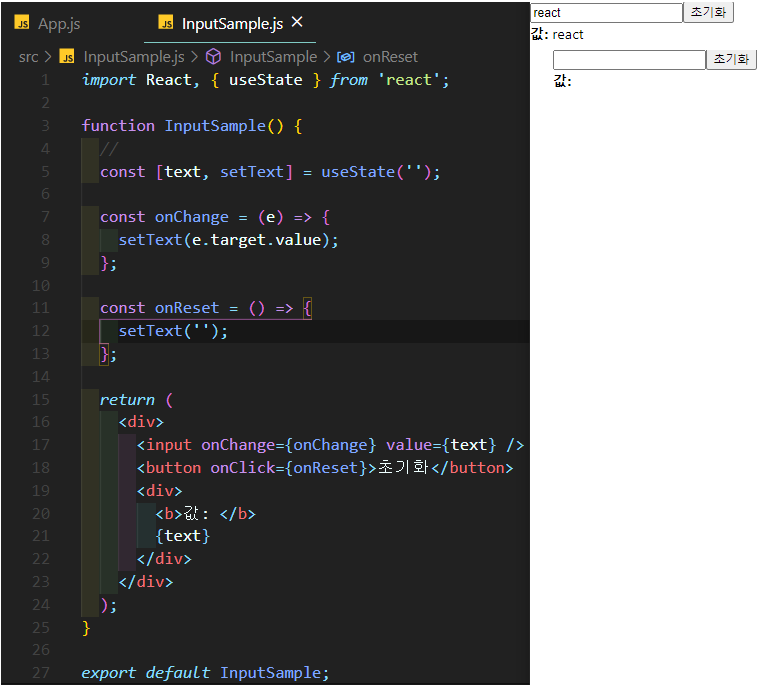 JS App.js JS InputSample.js ×
src > JS InputSample.js > InputSample > onReset
1 import React, { useState } from 'react';
2
3 function InputSample() {
4 //
5 const [text, setText] = useState('');
6
7 const onChange = (e) => {
8 setText(e.target.value);
9 };
10
11 const onReset = () => {
12 setText('');
13 };
14
15 return (
16 <div>
17 <input onChange={onChange} value={text} />
18 <button onClick={onReset}>초기화</button>
19 <div>
20 <b>값: </b>
21 {text}
22 </div>
23 </div>
24 );
25 }
26
27 export default InputSample;
react 초기화
값: react
초기화
값: